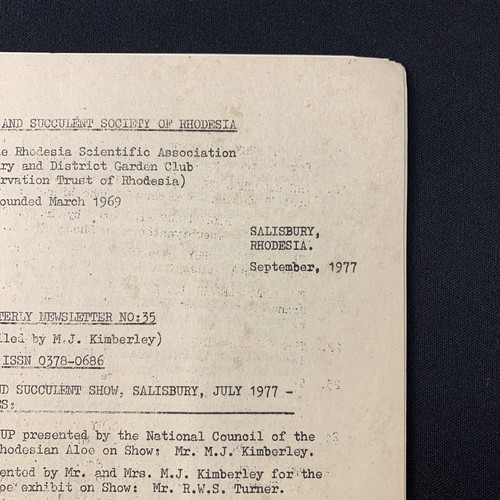 AND SUCCULENT SOCIETY OF RHODESIA
e Rhodesia Scientific Association
ry and District Garden Club
rvation Trust of Rhodesia)
ounded March 1969
SALISBURY,
RHODESIA.
September, 1977
TERLY NEWSLETTER NO:35
iled by M.J. Kimberley)
ISSN 0378-0686
ND SUCCULENT SHOW, SALISBURY, JULY 1977 -
ES:
UP presented by the National Council of the
hodesian Aloe on Show: Mr. M.J. Kimberley.
ented by Mr. and Mrs. M.J. Kimberley for the
pe exhibit on Show: Mr. R.W.S. Turner.